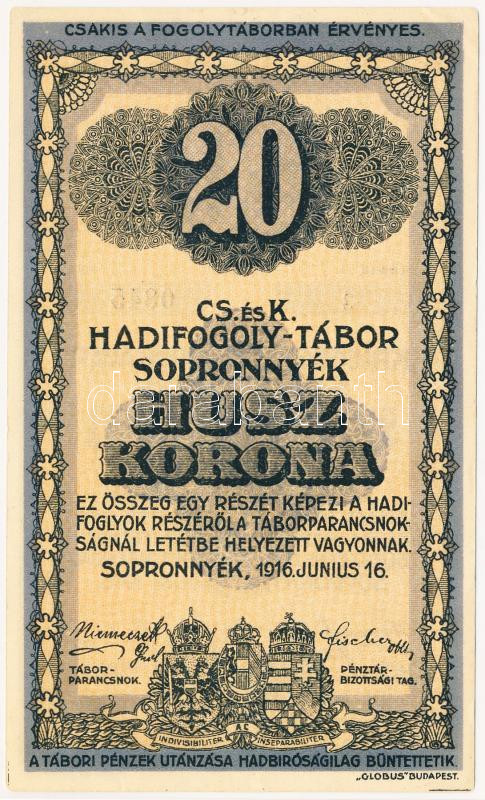 CSAKIS A FOGOLYTÁBORBAN ÉRVÉNYES.
20
CS. ÉS K.
HADIFOGOLY-TÁBOR
SOPRONNYÉK
HUSZ
KORONA
EZ ÖSSZEG EGY RÉSZÉT KÉPEZI A HADI-
FOGLYOK RÉSZÉRŐL A TÁBORPARANCSNOK-
SÁGNÁL LETÉTBE HELYEZETT VAGYONNAK.
SOPRONNYÉK, 1916. JUNIUS 16.
TÁBOR-
PARANCSNOK.
PÉNZTÁR-
BIZOTTSÁGI TAG.
INDIVISIBILITER AC INSEPARABILITER
A TÁBORI PÉNZEK UTÁNZÁSA HADBIRÓSÁGILAG BÜNTETTETIK.
„GLOBUS" BUDAPEST.
darabanth